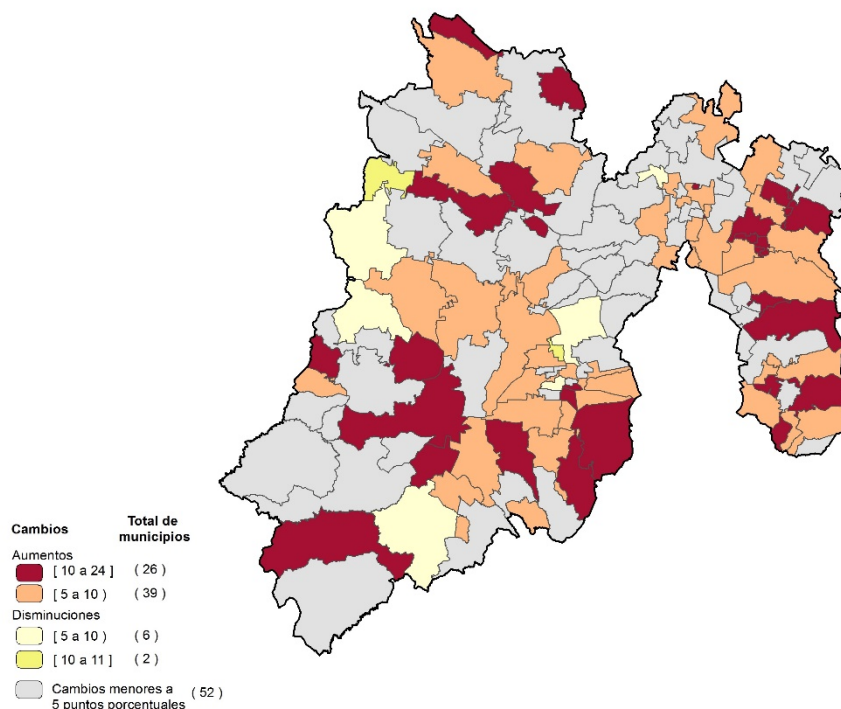 Cambios Total de municipios
Aumentos
[ 10 a 24 ] ( 26 )
[ 5 a 10 ) ( 39 )
Disminuciones
[ 5 a 10 ) ( 6 )
[ 10 a 11 ] ( 2 )
Cambios menores a ( 52 )
5 puntos porcentuales